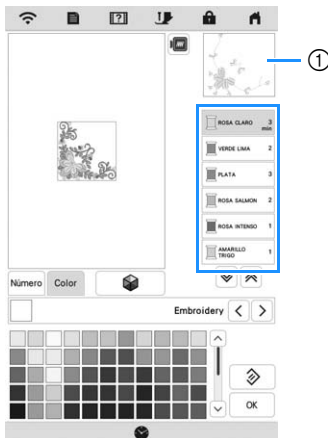 ①
ROSA CLARO 3
min
VERDE LIMA 2
PLATA 3
ROSA SALMON 2
ROSA INTENSO 1
AMARILLO
TRIGO 1
Número Color
Embroidery
OK